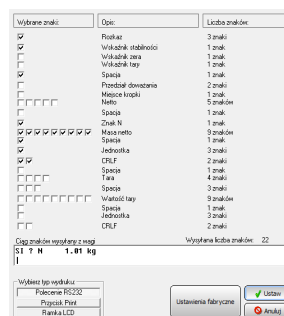 Wybrane znaki: Opis: Liczba znaków:
Rozkaz 3 znaki
Wskaźnik stabilności 1 znak
Wskaźnik zera 1 znak
Wskaźnik tary 1 znak
Spacja 1 znak
Przedział doważania 2 znaki
Miejsce kropki 1 znak
Netto 5 znaków
Spacja 1 znak
Znak N 1 znak
Masa netto 9 znaków
Spacja 1 znak
Jednostka 3 znaki
CRLF 2 znaki
Spacja 1 znak
Tara 4 znaki
Spacja 3 znaki
Wartość tary 9 znaków
Spacja 1 znak
Jednostka 3 znaki
CRLF 2 znaki
Ciąg znaków wysyłany z wagi Wysyłana liczba znaków: 22
SI ? N 1.01 kg
Wybierz typ wydruku:
Polecenie RS232
Przycisk Print
Ramka LCD
Ustawienia fabryczne
Ustaw
Anuluj